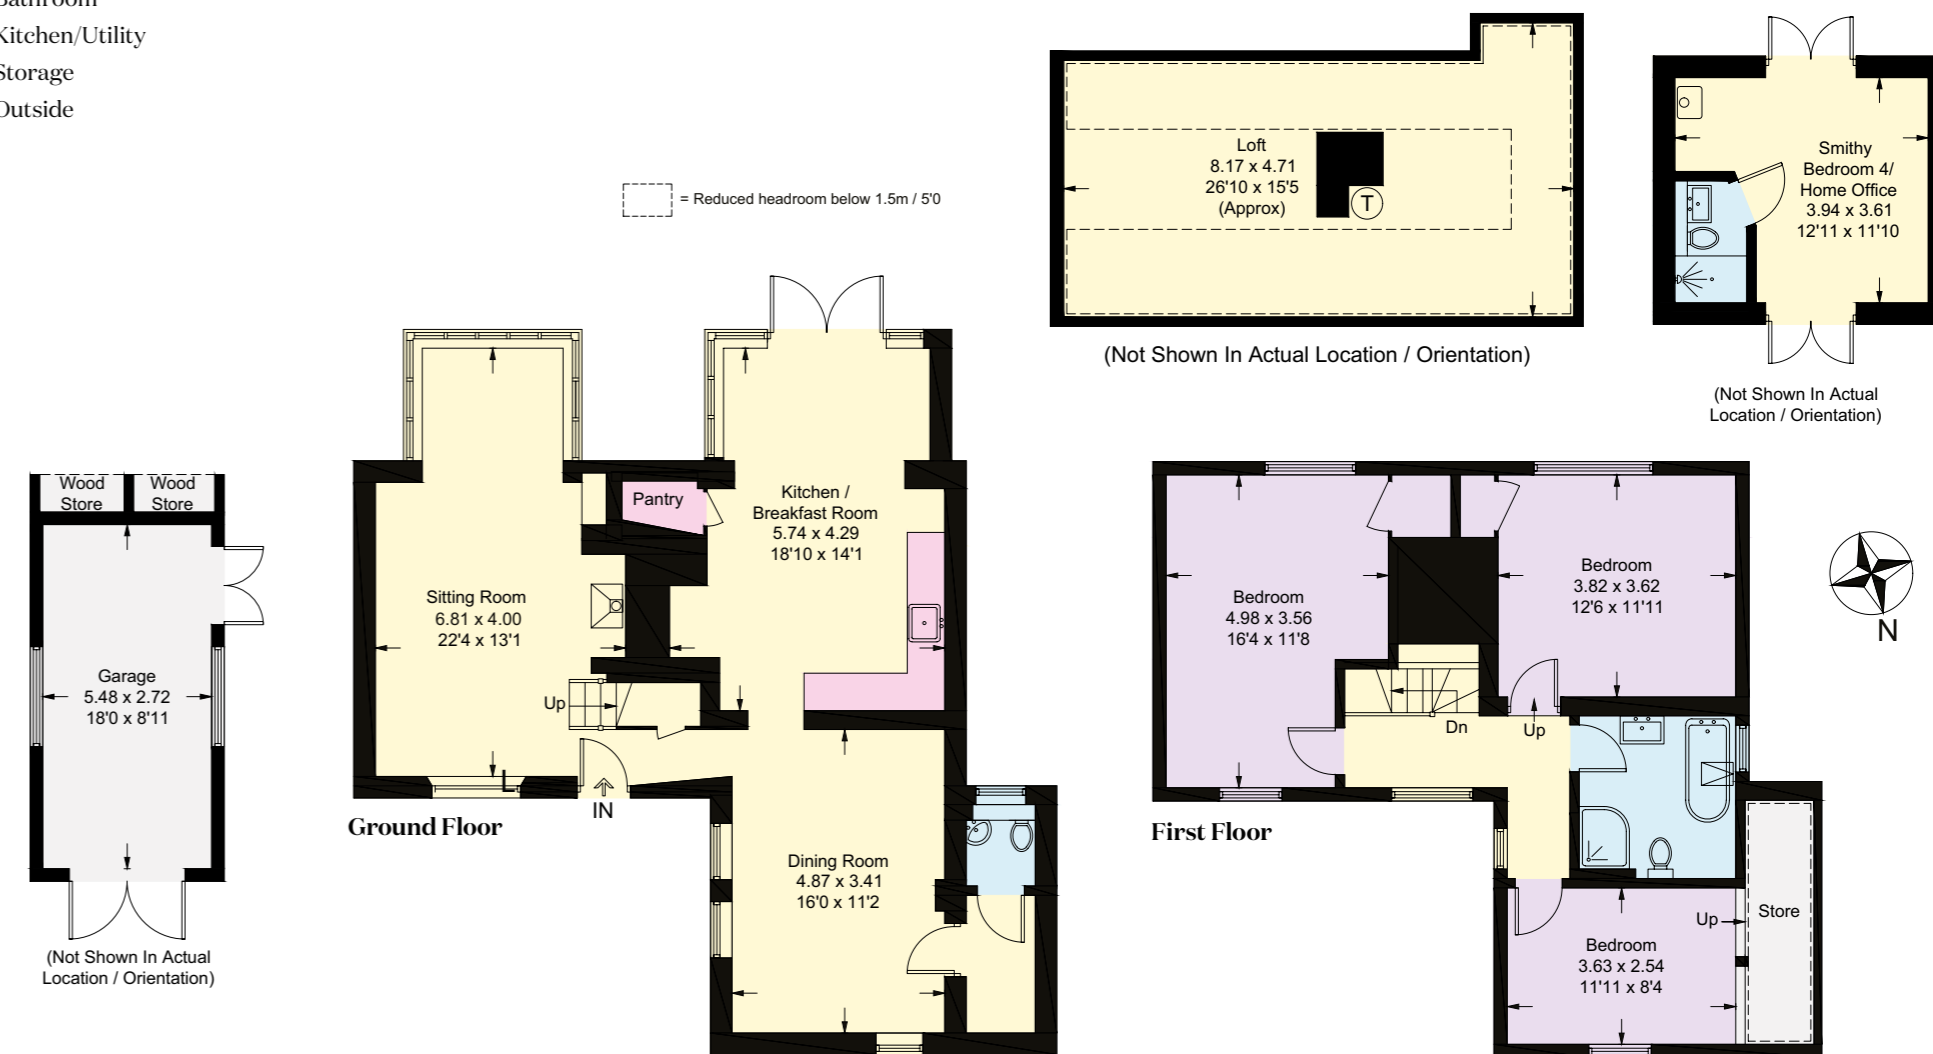 Bathroom
Kitchen/Utility
Storage
Outside
= Reduced headroom below 1.5m / 5'0
Loft
8.17 x 4.71
26'10 x 15'5
(Approx)
T
(Not Shown In Actual Location / Orientation)
Smithy
Bedroom 4/
Home Office
3.94 x 3.61
12'11 x 11'10
(Not Shown In Actual
Location / Orientation)
Wood
Store
Wood
Store
Garage
5.48 x 2.72
18'0 x 8'11
(Not Shown In Actual
Location / Orientation)
Pantry
Kitchen /
Breakfast Room
5.74 x 4.29
18'10 x 14'1
Sitting Room
6.81 x 4.00
22'4 x 13'1
Up
L
IN
Ground Floor
Dining Room
4.87 x 3.41
16'0 x 11'2
Bedroom
4.98 x 3.56
16'4 x 11'8
Bedroom
3.82 x 3.62
12'6 x 11'11
Dn
Up
First Floor
Up
Store
Bedroom
3.63 x 2.54
11'11 x 8'4
N